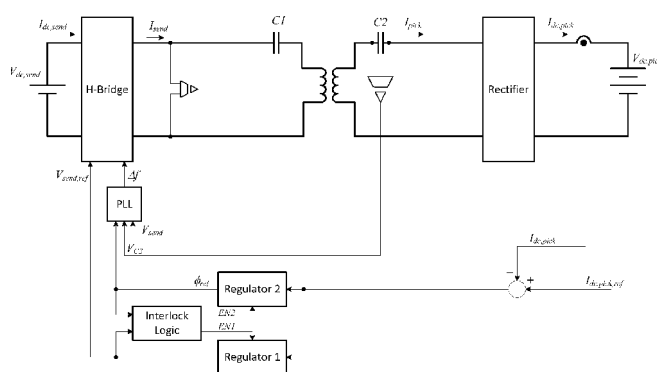 I_dc,send
I_send
C1
C2
I_pick
I_dc,pick
V_dc,send
H-Bridge
Rectifier
V_dc,pic
V_send,ref
Δf
PLL
V_send
V_C2
I_dc,pick
ϕ_ref
Regulator 2
I_dc,pick,ref
EN2
Interlock Logic
EN1
Regulator 1